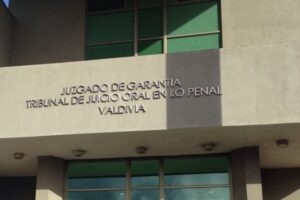 JUZGADO DE GARANTIA
TRIBUNAL DE JUICIO ORAL EN LO PENAL
VALDIVIA